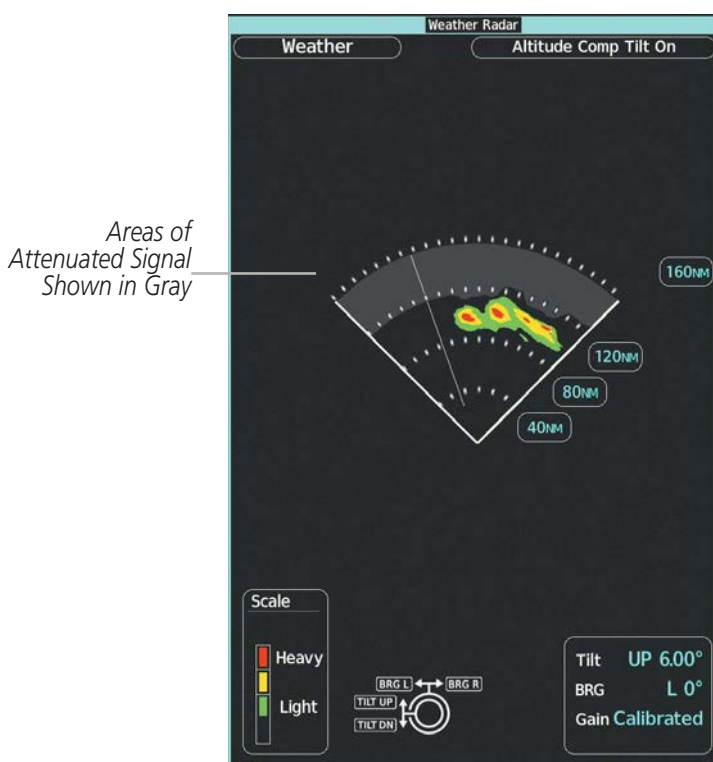 Weather Radar
Weather
Altitude Comp Tilt On
Areas of
Attenuated Signal
Shown in Gray
160NM
120NM
80NM
40NM
Scale
Heavy
Light
BRG L
BRG R
TILT UP
TILT DN
Tilt UP 6.00°
BRG L 0°
Gain Calibrated